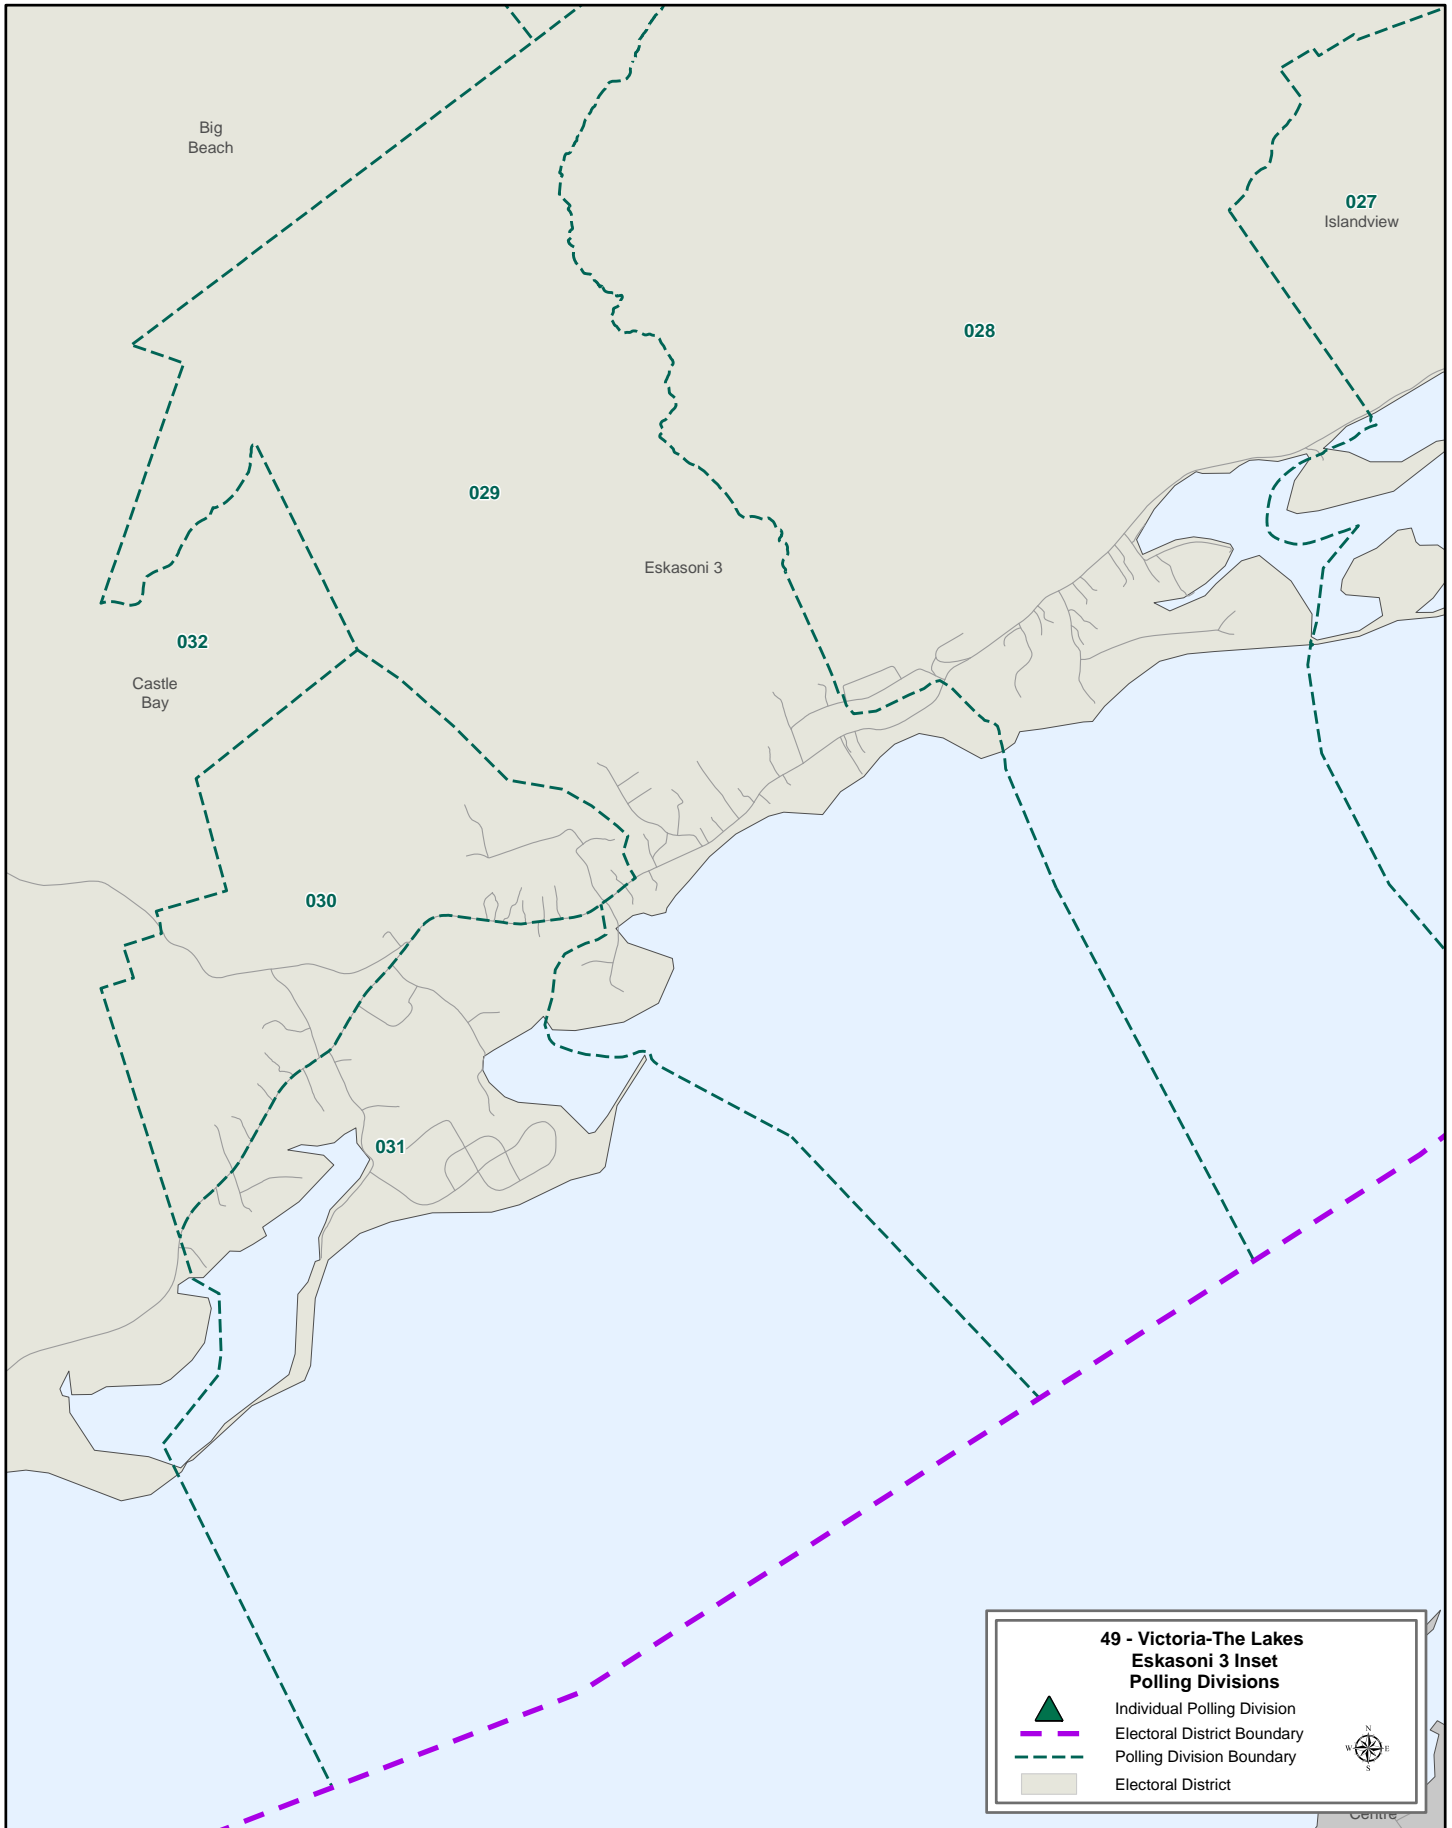 Big
Beach
027
Islandview
028
029
Eskasoni 3
032
Castle
Bay
030
031
49 - Victoria-The Lakes
Eskasoni 3 Inset
Polling Divisions
Individual Polling Division
Electoral District Boundary
Polling Division Boundary
Electoral District
N
W E
S
Centre